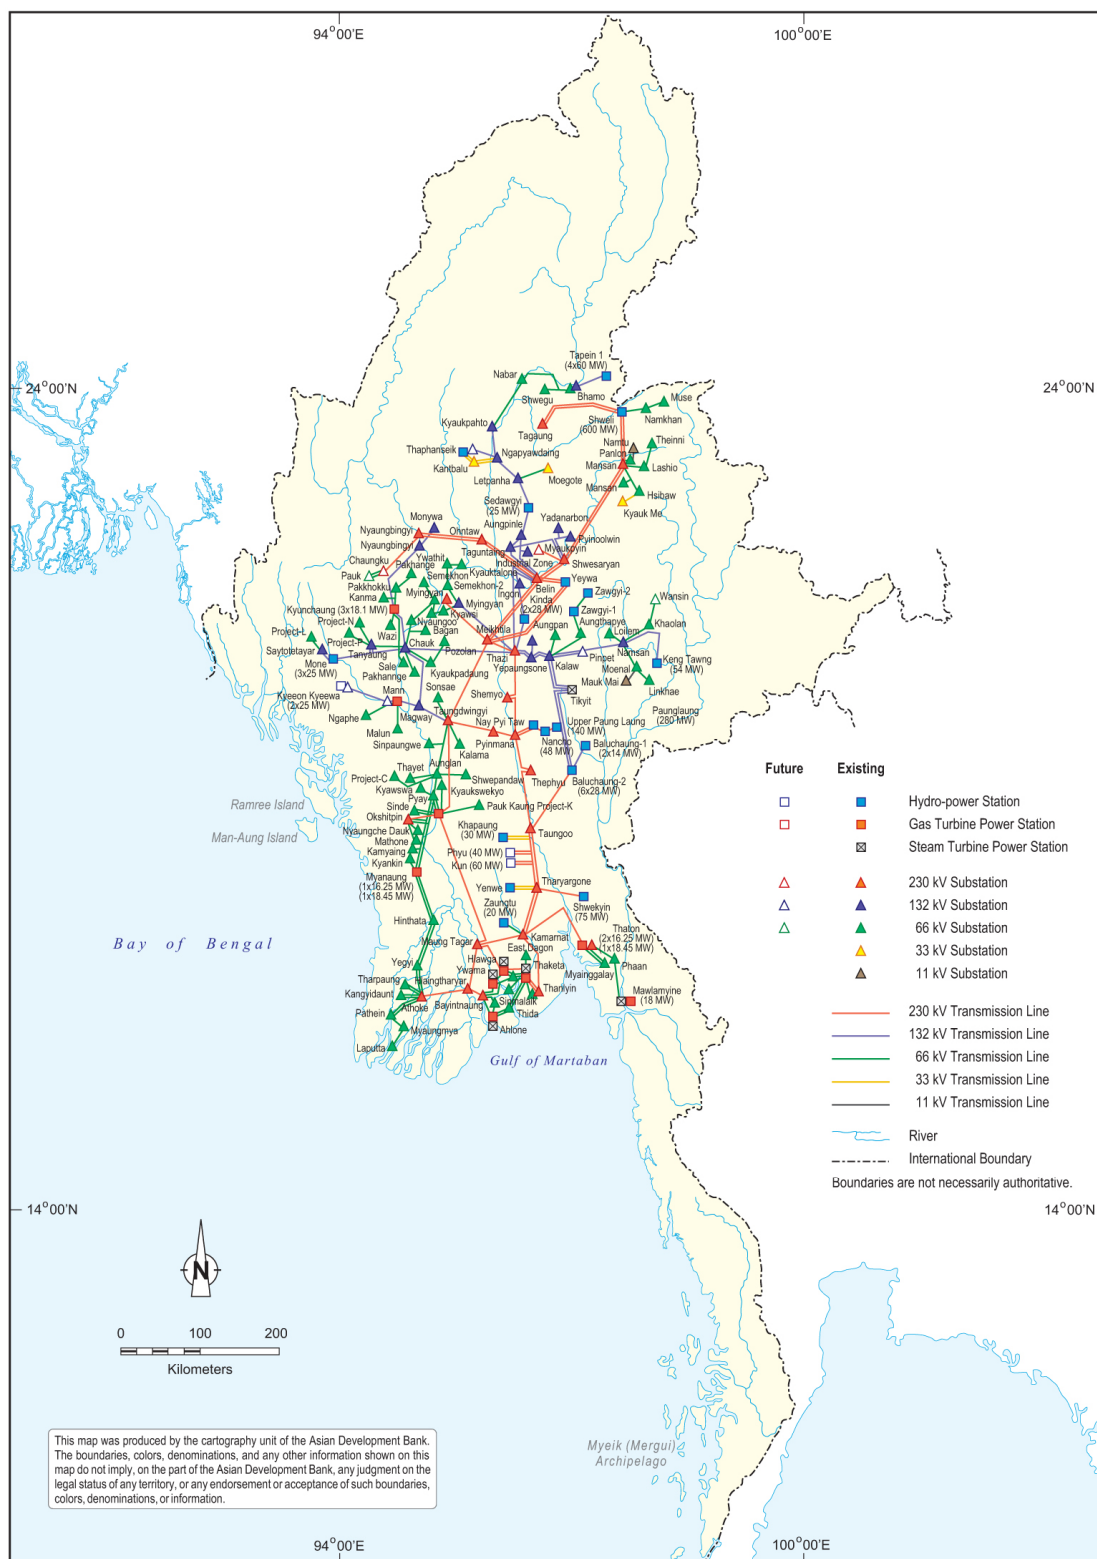 94°00'E
100°00'E
24°00'N
24°00'N
Tapein 1
(4x60 MW)
Nabar
Shwegu
Bhamo
Muse
Namkhan
Shweli
(600 MW)
Tagaung
Kyaukpahto
Thaphanseik
Ngapyawdaing
Kantbalu
Letpanha
Moegote
Namtu
Panlon
Theinni
Mansan
Lashio
Mansan
Hsibaw
Kyauk Me
Sedawgyi
(25 MW)
Aungpinle
Yadanarbon
Pyinoolwin
Monywa
Nyaungbingyi
Ohntaw
Nyaungbingyi
Taguntaing
Myaukpyin
Industrial Zone
Shwesaryan
Chaungku
Ywathit
Kyauktalone
Pakhange
Pauk
Semekhon
Belin
Yeywa
Pakkhokku
Semekhon-2
Ingon
Kinda
(2x28 MW)
Zawgyi-2
Kanma
Myingyan
Myingyan
Zawgyi-1
Wansin
Kyunchaung (3x18.1 MW)
Kyawsi
Project-N
Nyaungoo
Aungpan
Aungthapye
Khaolan
Project-L
Wazi
Bagan
Meikhtila
Loilem
Project-P
Chauk
Pozolan
Saytotetayar
Tanyaung
Thazi
Yepaungsone
Kalaw
Pinpet
Namsan
Mone
(3x25 MW)
Sale
Kyaukpadaung
Moenal
Keng Tawng
(54 MW)
Pakhannge
Mauk Mai
Linkhae
Kyeeon Kyeewa
(2x25 MW)
Mann
Sonsae
Shemyo
Tikyit
Paunglaung
(280 MW)
Magway
Taungdwingyi
Ngaphe
Nay Pyi Taw
Upper Paung Laung
(140 MW)
Malun
Pyinmana
Nancho
(48 MW)
Baluchaung-1
(2x14 MW)
Sinpaungwe
Kalama
Thayet
Aunglan
Project-C
Shwepandaw
Thephyu
Baluchaung-2
(6x28 MW)
Kyawswa
Kyaukswekyo
Pyay
Ramree Island
Sinde
Pauk Kaung Project-K
Okshitpin
Khapaung
(30 MW)
Taungoo
Nyaungche Dauk
Man-Aung Island
Mathone
Kamyaing
Phyu (40 MW)
Kyankin
Kun (60 MW)
Myanaung
(1x16.25 MW)
(1x18.45 MW)
Yenwe
Tharyargone
Zaungtu
(20 MW)
Shwekyin
(75 MW)
Hinthata
Thaton
(2x16.25 MW)
(1x18.45 MW)
Maung Tagar
Kamarnat
East Dagon
Yegyi
Hlawga
Myainggalay
Phaan
Ywama
Thaketa
Tharpaung
Hlaingtharyar
Mawlamyine
(18 MW)
Kangyidaunt
Athoke
Bayintnaung
Thanlyin
Pathein
Thida
Myaungmya
Ahlone
Laputta
Bay of Bengal
Gulf of Martaban
Future
Existing
Hydro-power Station
Gas Turbine Power Station
Steam Turbine Power Station
230 kV Substation
132 kV Substation
66 kV Substation
33 kV Substation
11 kV Substation
230 kV Transmission Line
132 kV Transmission Line
66 kV Transmission Line
33 kV Transmission Line
11 kV Transmission Line
River
International Boundary
Boundaries are not necessarily authoritative.
14°00'N
14°00'N
N
0 100 200
Kilometers
Myeik (Mergui)
Archipelago
This map was produced by the cartography unit of the Asian Development Bank.
The boundaries, colors, denominations, and any other information shown on this
map do not imply, on the part of the Asian Development Bank, any judgment on the
legal status of any territory, or any endorsement or acceptance of such boundaries,
colors, denominations, or information.
94°00'E
100°00'E